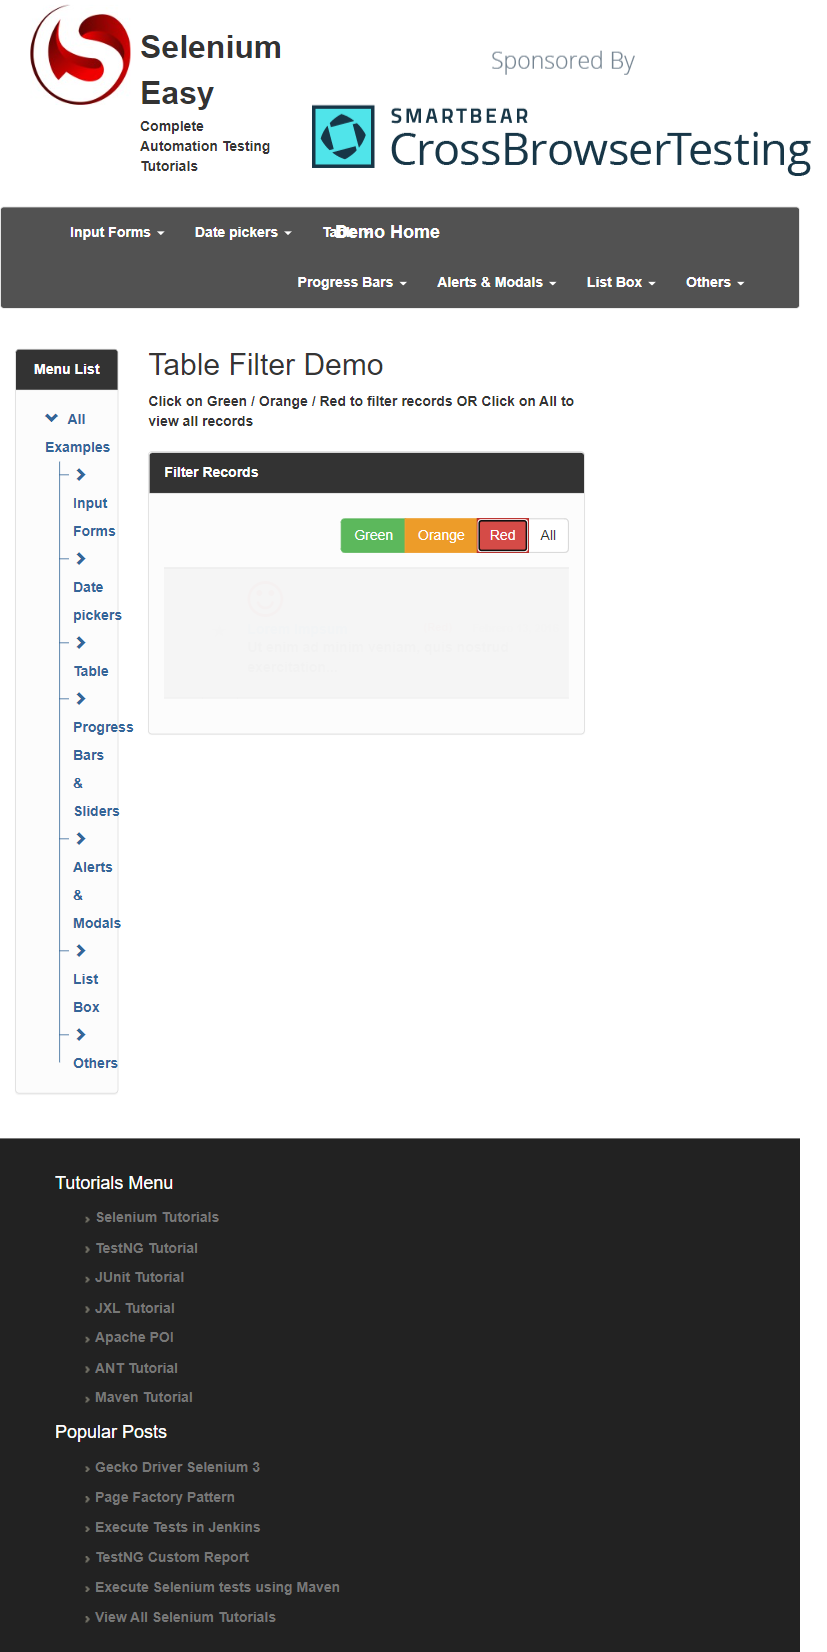 Selenium
Easy
Complete
Automation Testing
Tutorials
Sponsored By
SMARTBEAR
CrossBrowserTesting
Input Forms
Date pickers
Table
Demo Home
Progress Bars
Alerts & Modals
List Box
Others
Menu List
All
Examples
Input
Forms
Date
pickers
Table
Progress
Bars
&
Sliders
Alerts
&
Modals
List
Box
Others
Table Filter Demo
Click on Green / Orange / Red to filter records OR Click on All to
view all records
Filter Records
Green
Orange
Red
All
Tutorials Menu
Selenium Tutorials
TestNG Tutorial
JUnit Tutorial
JXL Tutorial
Apache POI
ANT Tutorial
Maven Tutorial
Popular Posts
Gecko Driver Selenium 3
Page Factory Pattern
Execute Tests in Jenkins
TestNG Custom Report
Execute Selenium tests using Maven
View All Selenium Tutorials